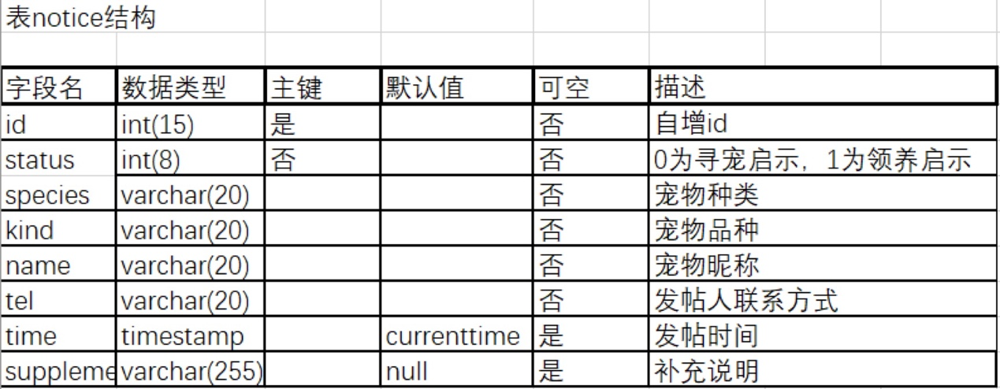 表notice结构
字段名 数据类型 主键 默认值 可空 描述
id int(15) 是 否 自增id
status int(8) 否 否 0为寻宠启示，1为领养启示
species varchar(20) 否 宠物种类
kind varchar(20) 否 宠物品种
name varchar(20) 否 宠物昵称
tel varchar(20) 否 发帖人联系方式
time timestamp currenttime 是 发帖时间
suppleme varchar(255) null 是 补充说明